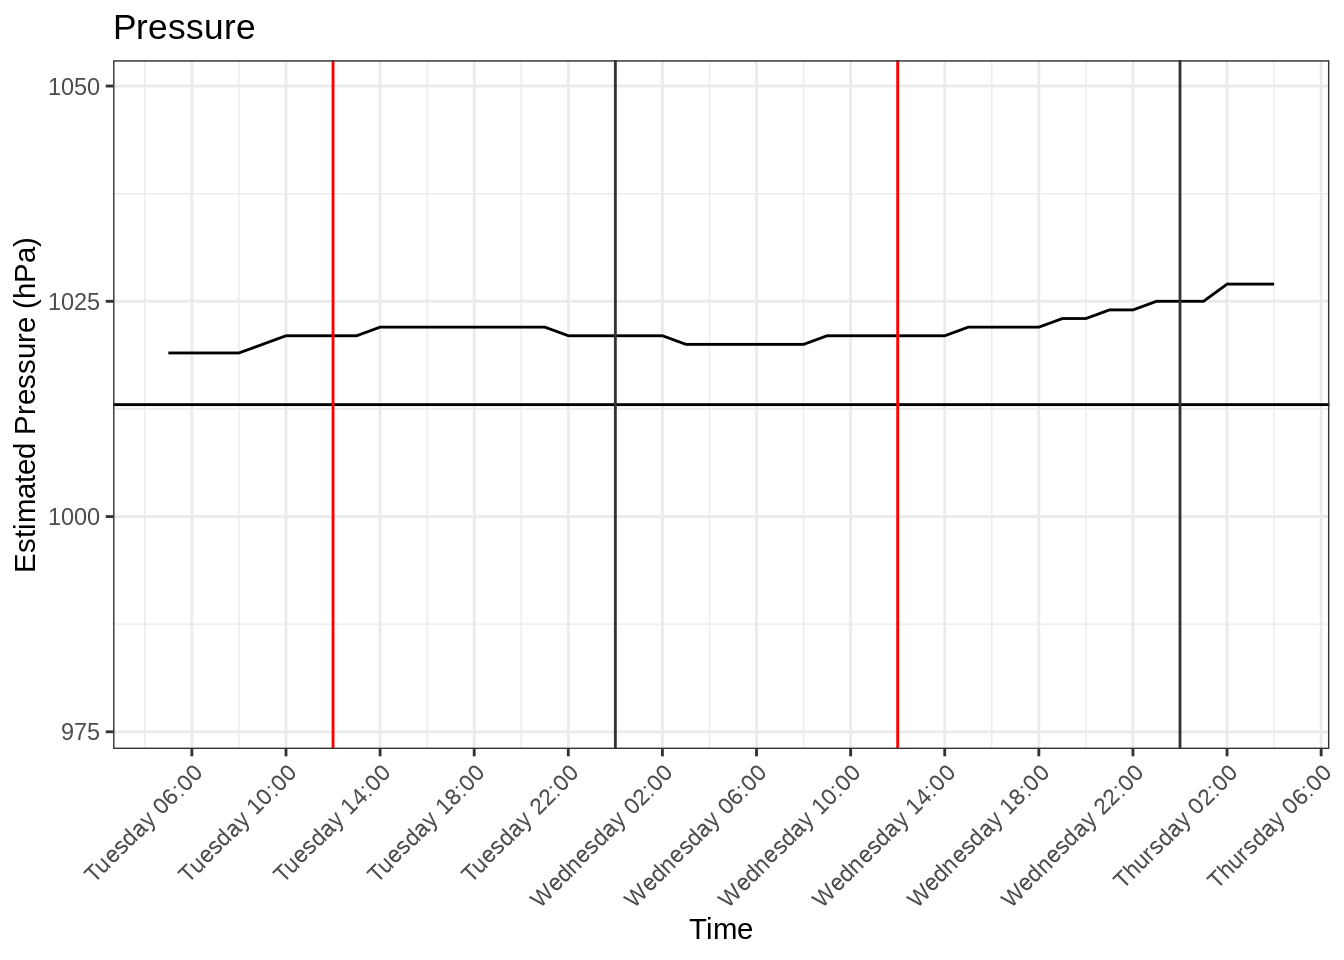 Pressure
Estimated Pressure (hPa)
1050
1025
1000
975
Tuesday 06:00
Tuesday 10:00
Tuesday 14:00
Tuesday 18:00
Tuesday 22:00
Wednesday 02:00
Wednesday 06:00
Wednesday 10:00
Wednesday 14:00
Wednesday 18:00
Wednesday 22:00
Thursday 02:00
Thursday 06:00
Time